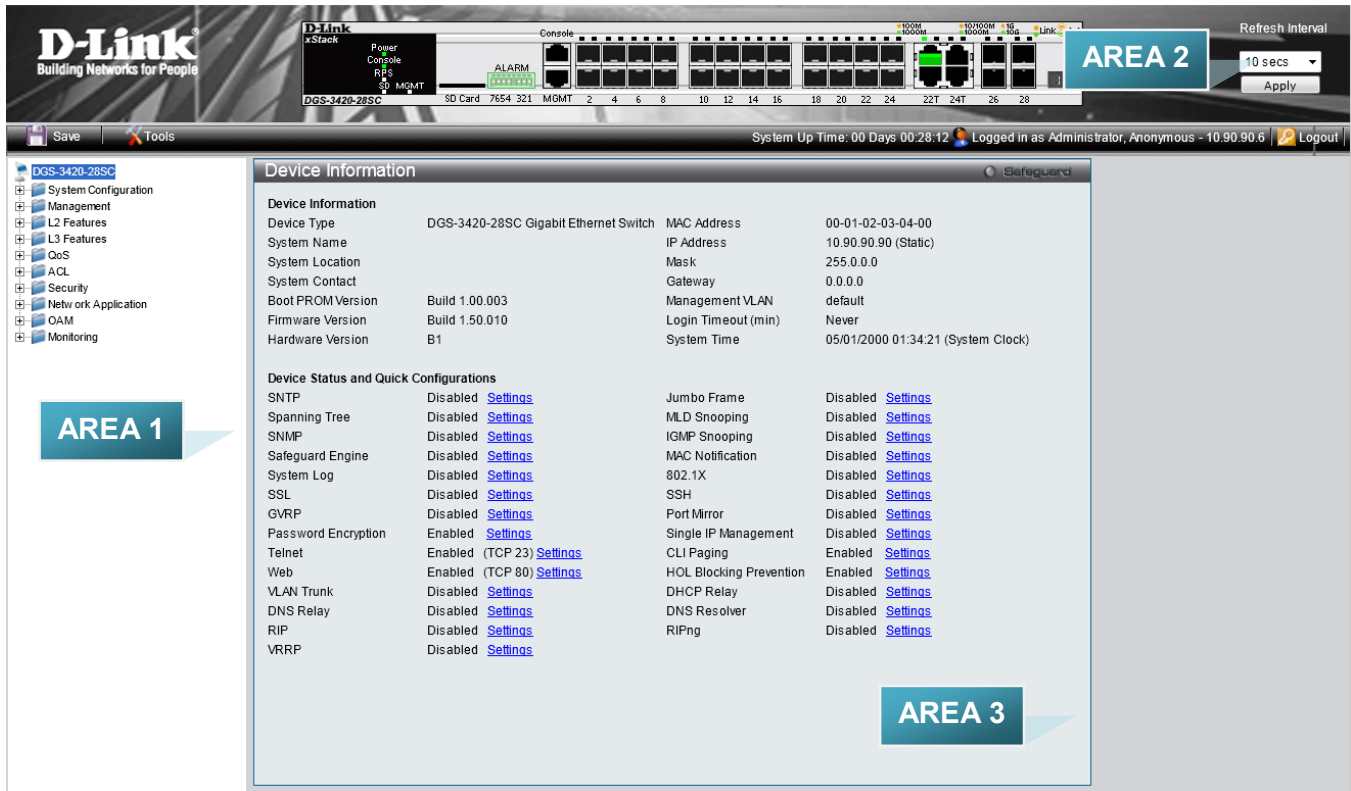 D-Link
Building Networks for People
D-Link
xStack
Power
Console
RPS
SD MGMT
DGS-3420-28SC
ALARM
Console
100M 10/100M 1G
1000M 1000M 10G
Link
SD Card 7654 321 MGMT 2 4 6 8 10 12 14 16 18 20 22 24 22T 24T 26 28
AREA 2
Refresh Interval
10 secs
Apply
Save Tools System Up Time: 00 Days 00:28:12 Logged in as Administrator, Anonymous - 10.90.90.6 Logout
DGS-3420-28SC
System Configuration
Management
L2 Features
L3 Features
QoS
ACL
Security
Network Application
OAM
Monitoring
AREA 1
Device Information Safeguard
Device Information
Device Type DGS-3420-28SC Gigabit Ethernet Switch MAC Address 00-01-02-03-04-00
System Name IP Address 10.90.90.90 (Static)
System Location Mask 255.0.0.0
System Contact Gateway 0.0.0.0
Boot PROM Version Build 1.00.003 Management VLAN default
Firmware Version Build 1.50.010 Login Timeout (min) Never
Hardware Version B1 System Time 05/01/2000 01:34:21 (System Clock)
Device Status and Quick Configurations
SNTP Disabled Settings Jumbo Frame Disabled Settings
Spanning Tree Disabled Settings MLD Snooping Disabled Settings
SNMP Disabled Settings IGMP Snooping Disabled Settings
Safeguard Engine Disabled Settings MAC Notification Disabled Settings
System Log Disabled Settings 802.1X Disabled Settings
SSL Disabled Settings SSH Disabled Settings
GVRP Disabled Settings Port Mirror Disabled Settings
Password Encryption Enabled Settings Single IP Management Disabled Settings
Telnet Enabled (TCP 23) Settings CLI Paging Enabled Settings
Web Enabled (TCP 80) Settings HOL Blocking Prevention Enabled Settings
VLAN Trunk Disabled Settings DHCP Relay Disabled Settings
DNS Relay Disabled Settings DNS Resolver Disabled Settings
RIP Disabled Settings RIPng Disabled Settings
VRRP Disabled Settings
AREA 3